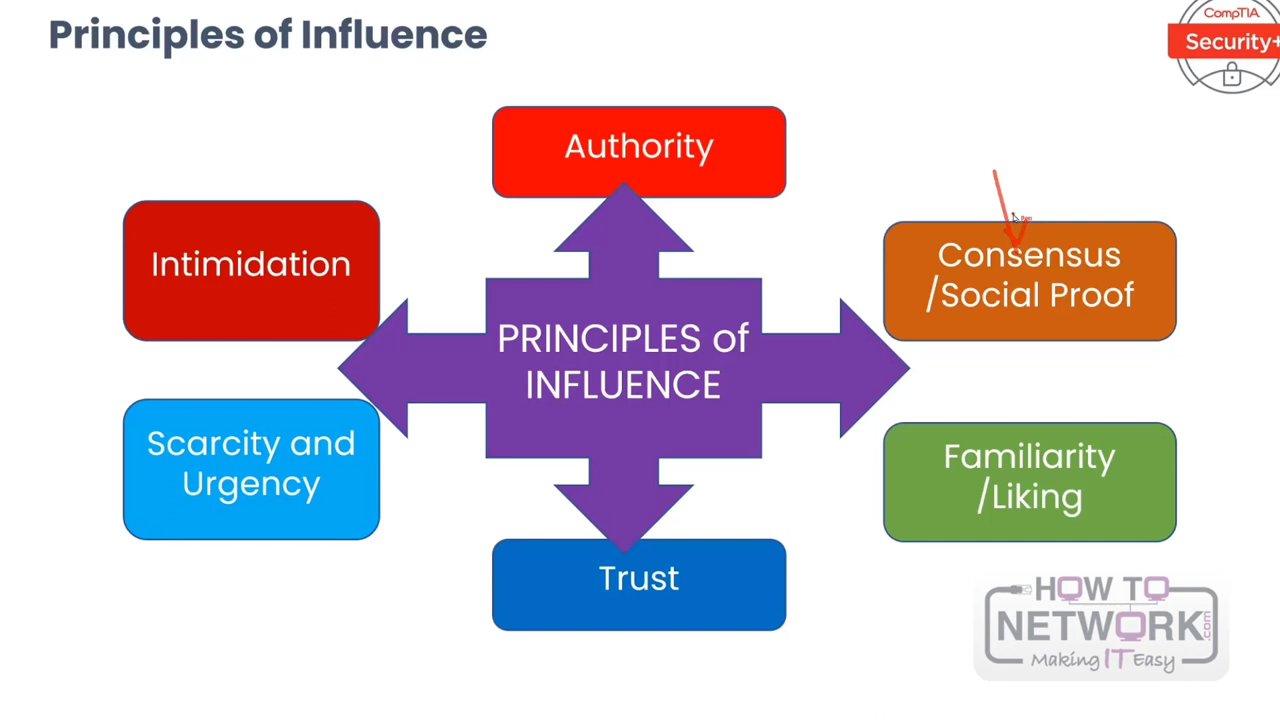 Principles of Influence
CompTIA
Security+
Authority
Intimidation
Consensus
/Social Proof
PRINCIPLES of
INFLUENCE
Scarcity and
Urgency
Familiarity
/Liking
Trust
HOW TO
NETWORK.com
Making IT Easy
Pen